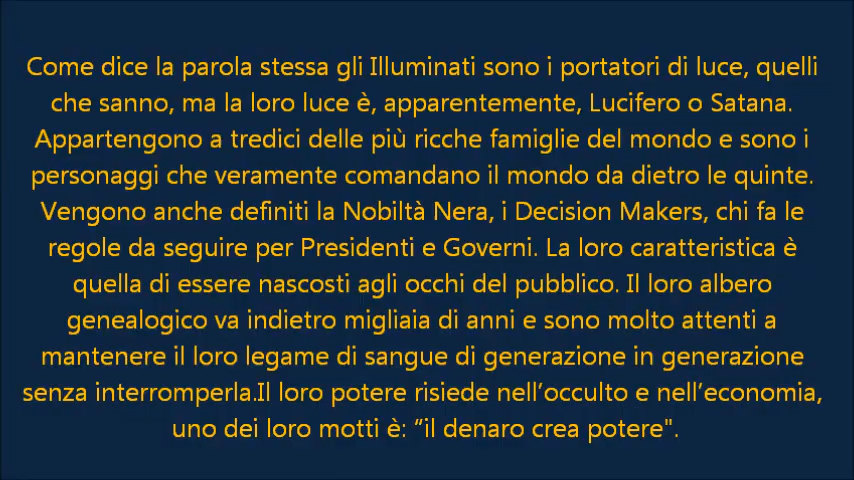 Come dice la parola stessa gli Illuminati sono i portatori di luce, quelli
che sanno, ma la loro luce è, apparentemente, Lucifero o Satana.
Appartengono a tredici delle più ricche famiglie del mondo e sono i
personaggi che veramente comandano il mondo da dietro le quinte.
Vengono anche definiti la Nobiltà Nera, i Decision Makers, chi fa le
regole da seguire per Presidenti e Governi. La loro caratteristica è
quella di essere nascosti agli occhi del pubblico. Il loro albero
genealogico va indietro migliaia di anni e sono molto attenti a
mantenere il loro legame di sangue di generazione in generazione
senza interromperla.Il loro potere risiede nell’occulto e nell’economia,
uno dei loro motti è: “il denaro crea potere".